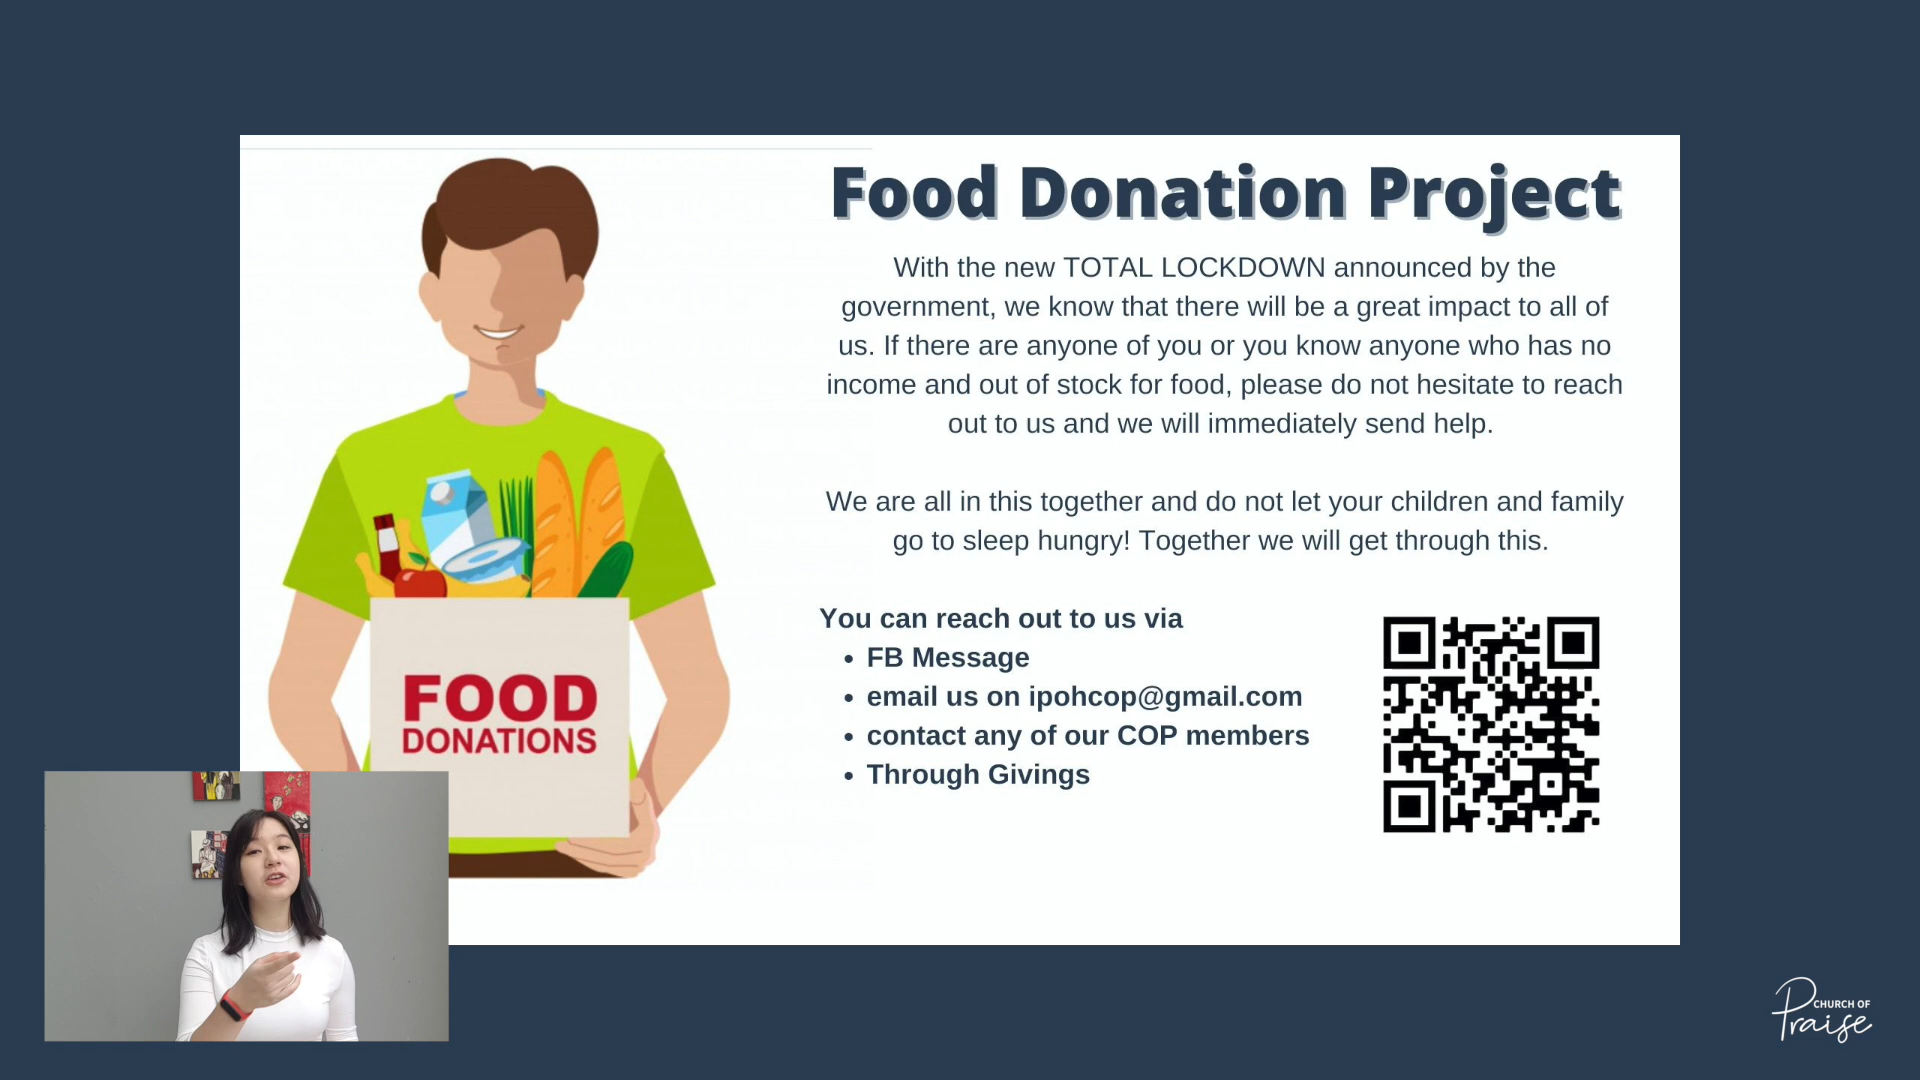 Food Donation Project
With the new TOTAL LOCKDOWN announced by the
government, we know that there will be a great impact to all of
us. If there are anyone of you or you know anyone who has no
income and out of stock for food, please do not hesitate to reach
out to us and we will immediately send help.
We are all in this together and do not let your children and family
go to sleep hungry! Together we will get through this.
You can reach out to us via
• FB Message
• email us on ipohcop@gmail.com
• contact any of our COP members
• Through Givings
FOOD
DONATIONS
CHURCH OF
Praise